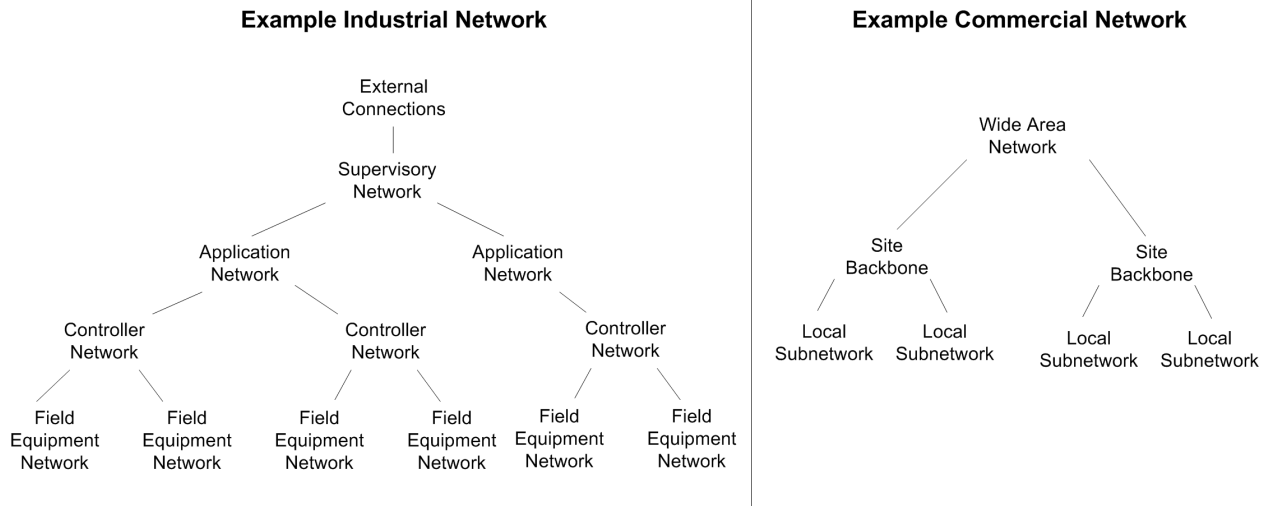 Example Industrial Network
External
Connections
Supervisory
Network
Application
Network
Application
Network
Controller
Network
Controller
Network
Controller
Network
Field
Equipment
Network
Field
Equipment
Network
Field
Equipment
Network
Field
Equipment
Network
Field
Equipment
Network
Field
Equipment
Network
Example Commercial Network
Wide Area
Network
Site
Backbone
Site
Backbone
Local
Subnetwork
Local
Subnetwork
Local
Subnetwork
Local
Subnetwork